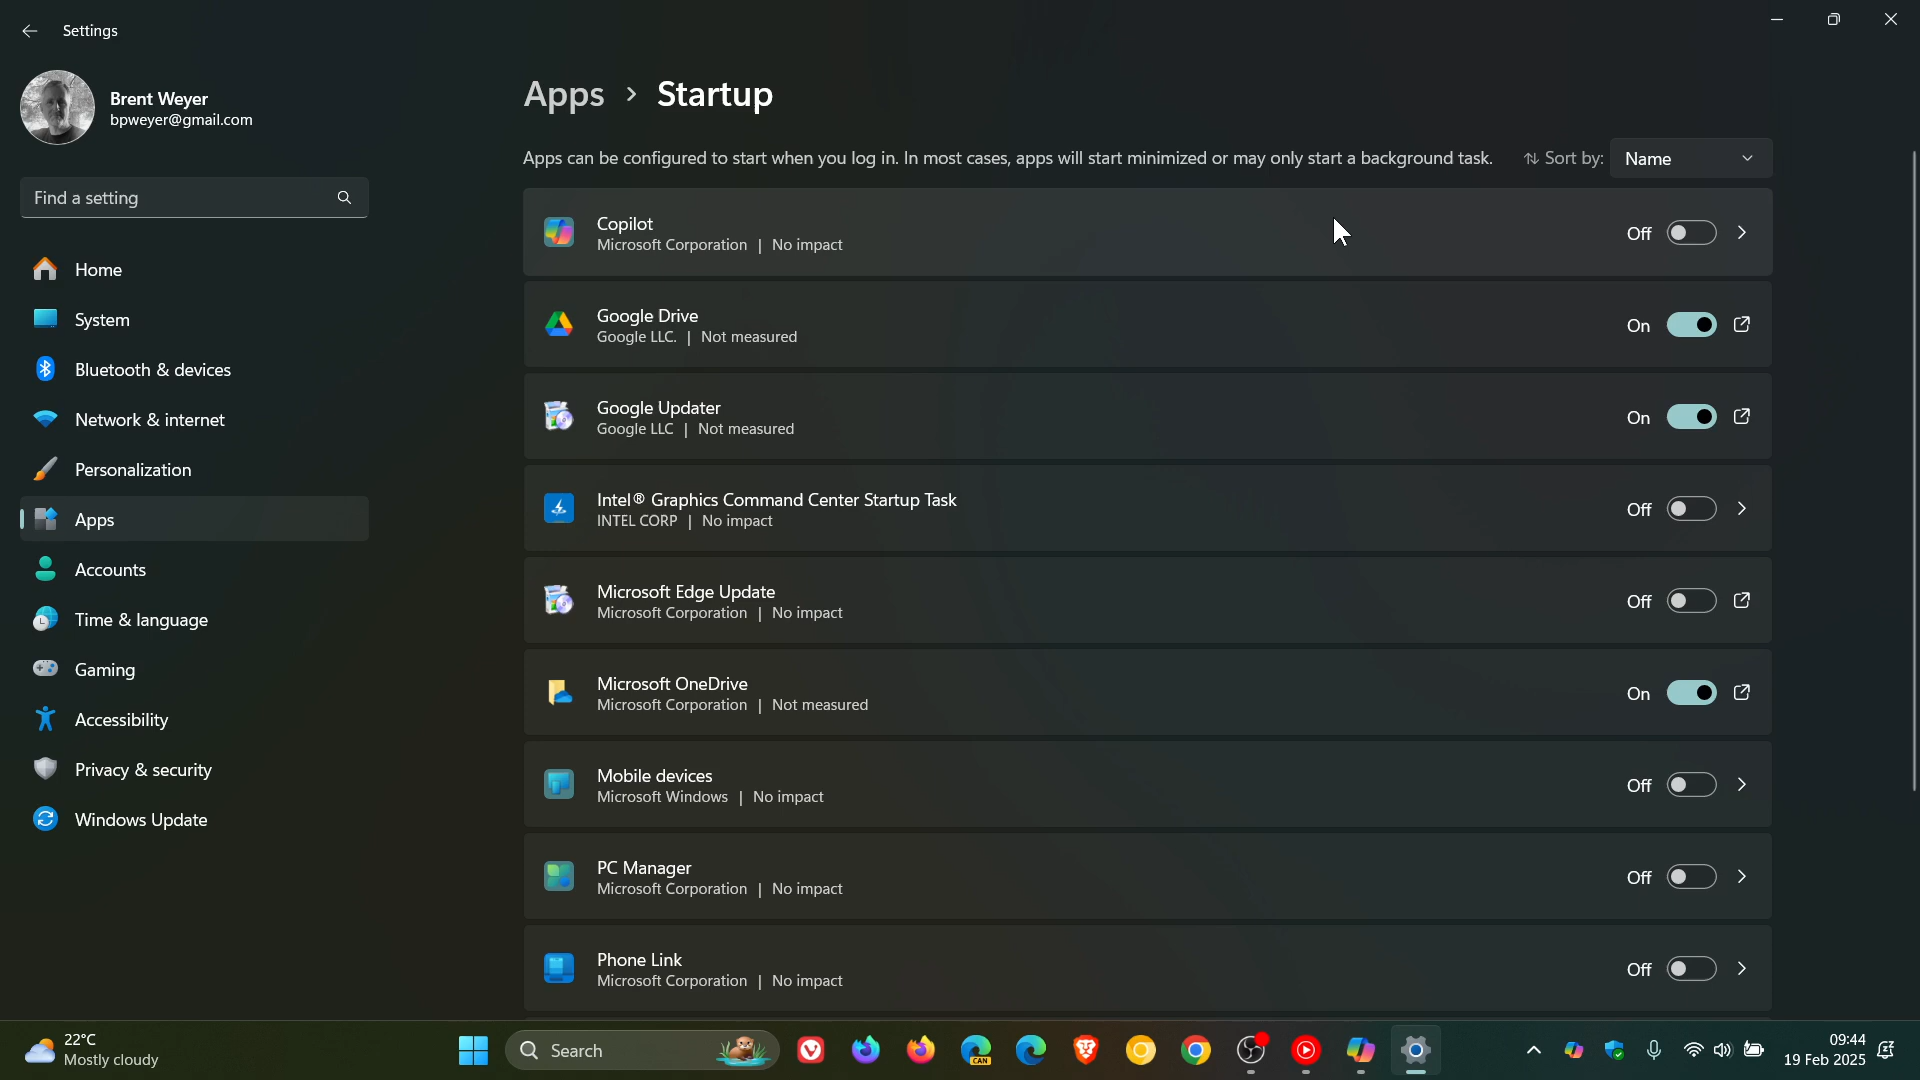 Settings
Brent Weyer
bpweyer@gmail.com
Find a setting
Home
System
Bluetooth & devices
Network & internet
Personalization
Apps
Accounts
Time & language
Gaming
Accessibility
Privacy & security
Windows Update
Apps > Startup
Apps can be configured to start when you log in. In most cases, apps will start minimized or may only start a background task.
Sort by: Name
Copilot
Microsoft Corporation | No impact
Off
Google Drive
Google LLC. | Not measured
On
Google Updater
Google LLC | Not measured
On
Intel® Graphics Command Center Startup Task
INTEL CORP | No impact
Off
Microsoft Edge Update
Microsoft Corporation | No impact
Off
Microsoft OneDrive
Microsoft Corporation | Not measured
On
Mobile devices
Microsoft Windows | No impact
Off
PC Manager
Microsoft Corporation | No impact
Off
Phone Link
Microsoft Corporation | No impact
Off
22°C
Mostly cloudy
Search
CAN
09:44
19 Feb 2025